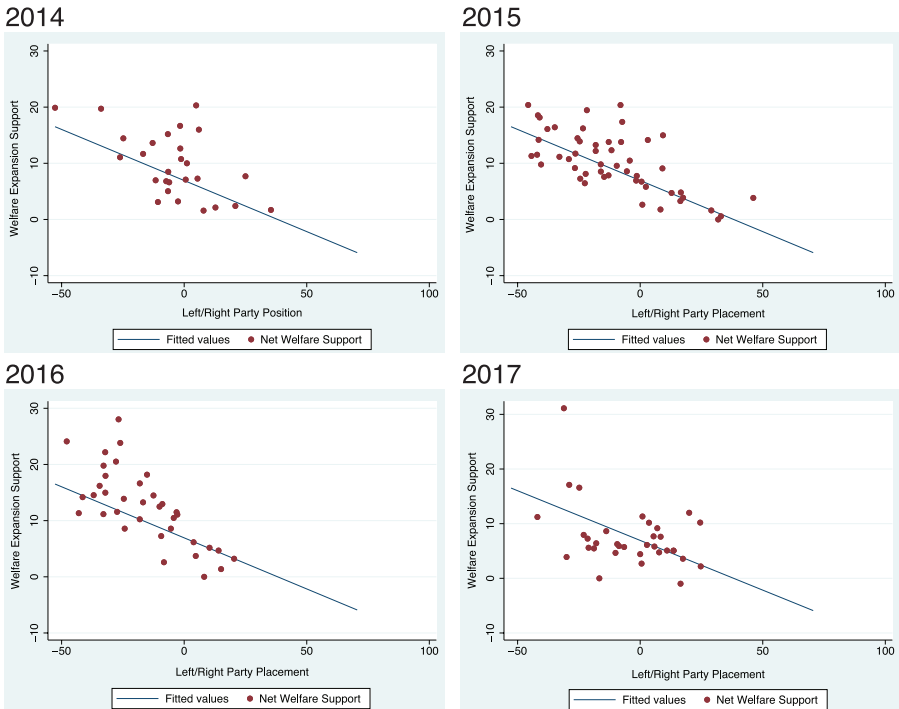 2014
Welfare Expansion Support
30
20
10
0
−10
−50 0 50 100
Left/Right Party Position
Fitted values Net Welfare Support
2015
Welfare Expansion Support
30
20
10
0
−10
−50 0 50 100
Left/Right Party Placement
Fitted values Net Welfare Support
2016
Welfare Expansion Support
30
20
10
0
−10
−50 0 50 100
Left/Right Party Placement
Fitted values Net Welfare Support
2017
Welfare Expansion Support
30
20
10
0
−10
−50 0 50 100
Left/Right Party Placement
Fitted values Net Welfare Support